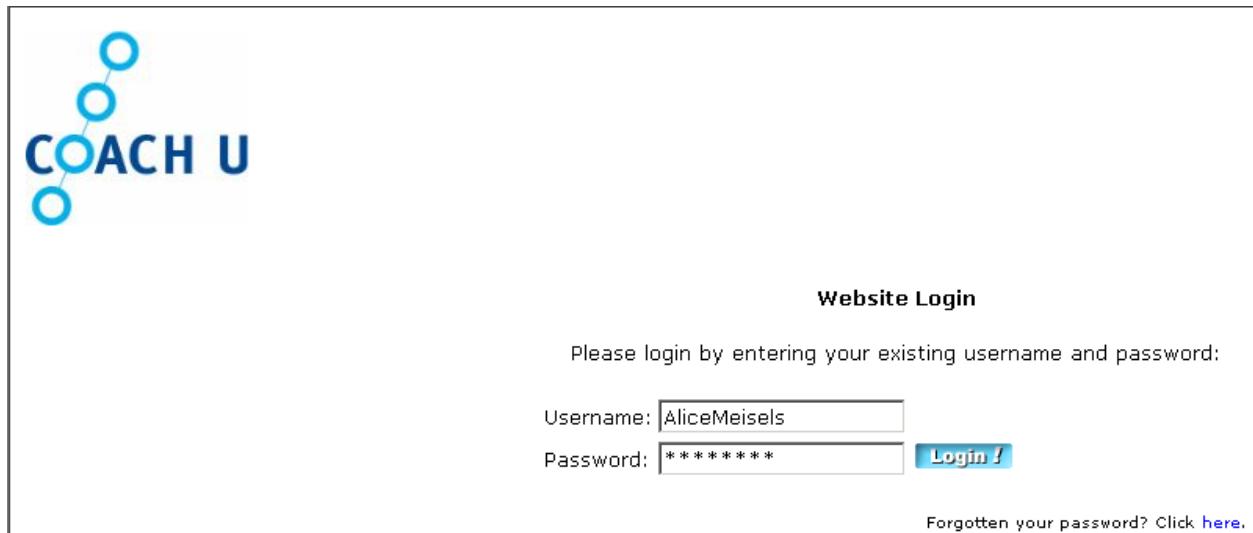 COACH U
Website Login
Please login by entering your existing username and password:
Username: AliceMeisels
Password: ******** Login !
Forgotten your password? Click here.